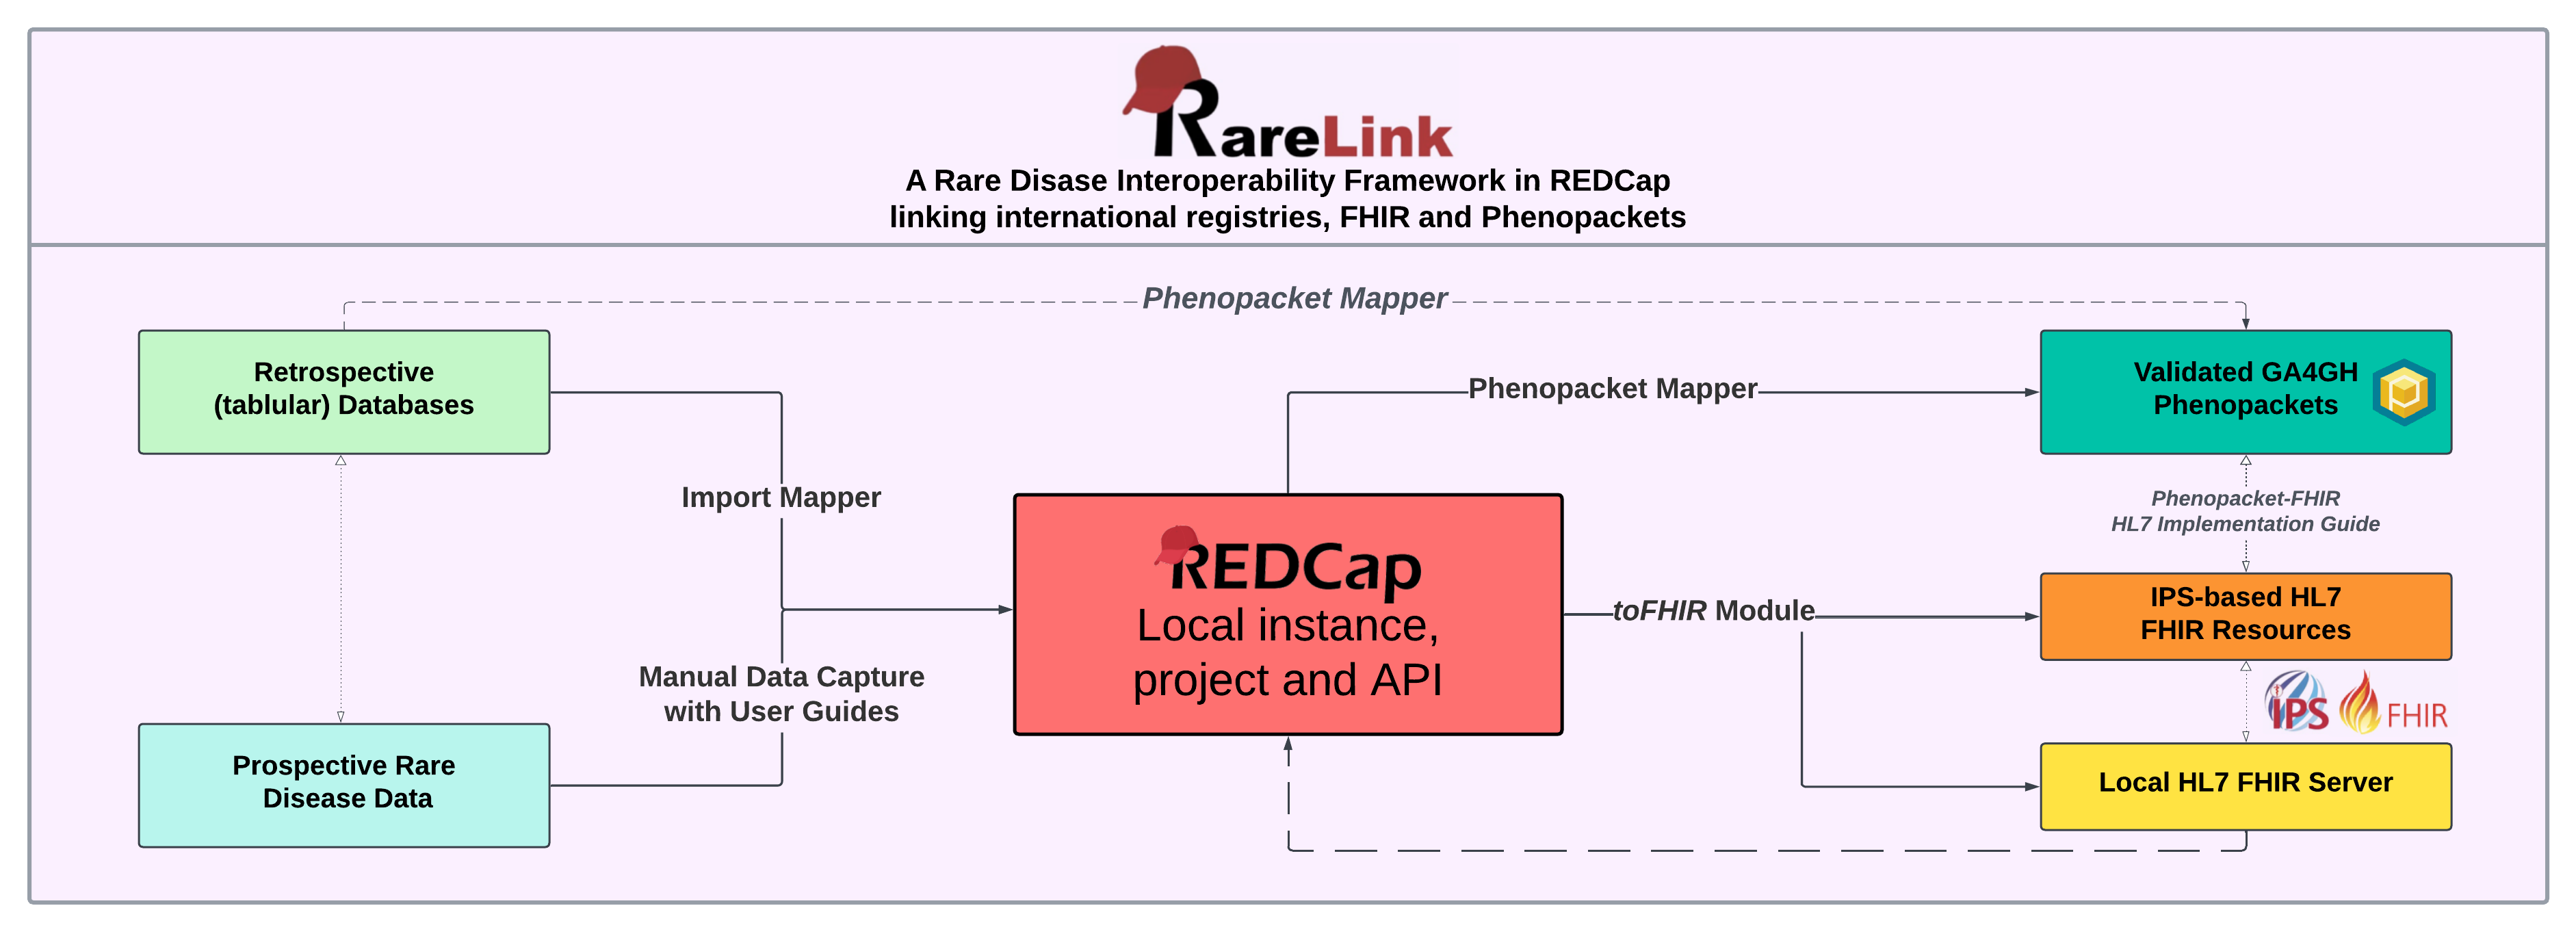 RareLink
A Rare Disase Interoperability Framework in REDCap
linking international registries, FHIR and Phenopackets
Phenopacket Mapper
Retrospective
(tablular) Databases
Phenopacket Mapper
Validated GA4GH
Phenopackets
Import Mapper
Phenopacket-FHIR
HL7 Implementation Guide
REDCap
Local instance,
project and API
toFHIR Module
IPS-based HL7
FHIR Resources
Manual Data Capture
with User Guides
IPS
FHIR
Prospective Rare
Disease Data
Local HL7 FHIR Server